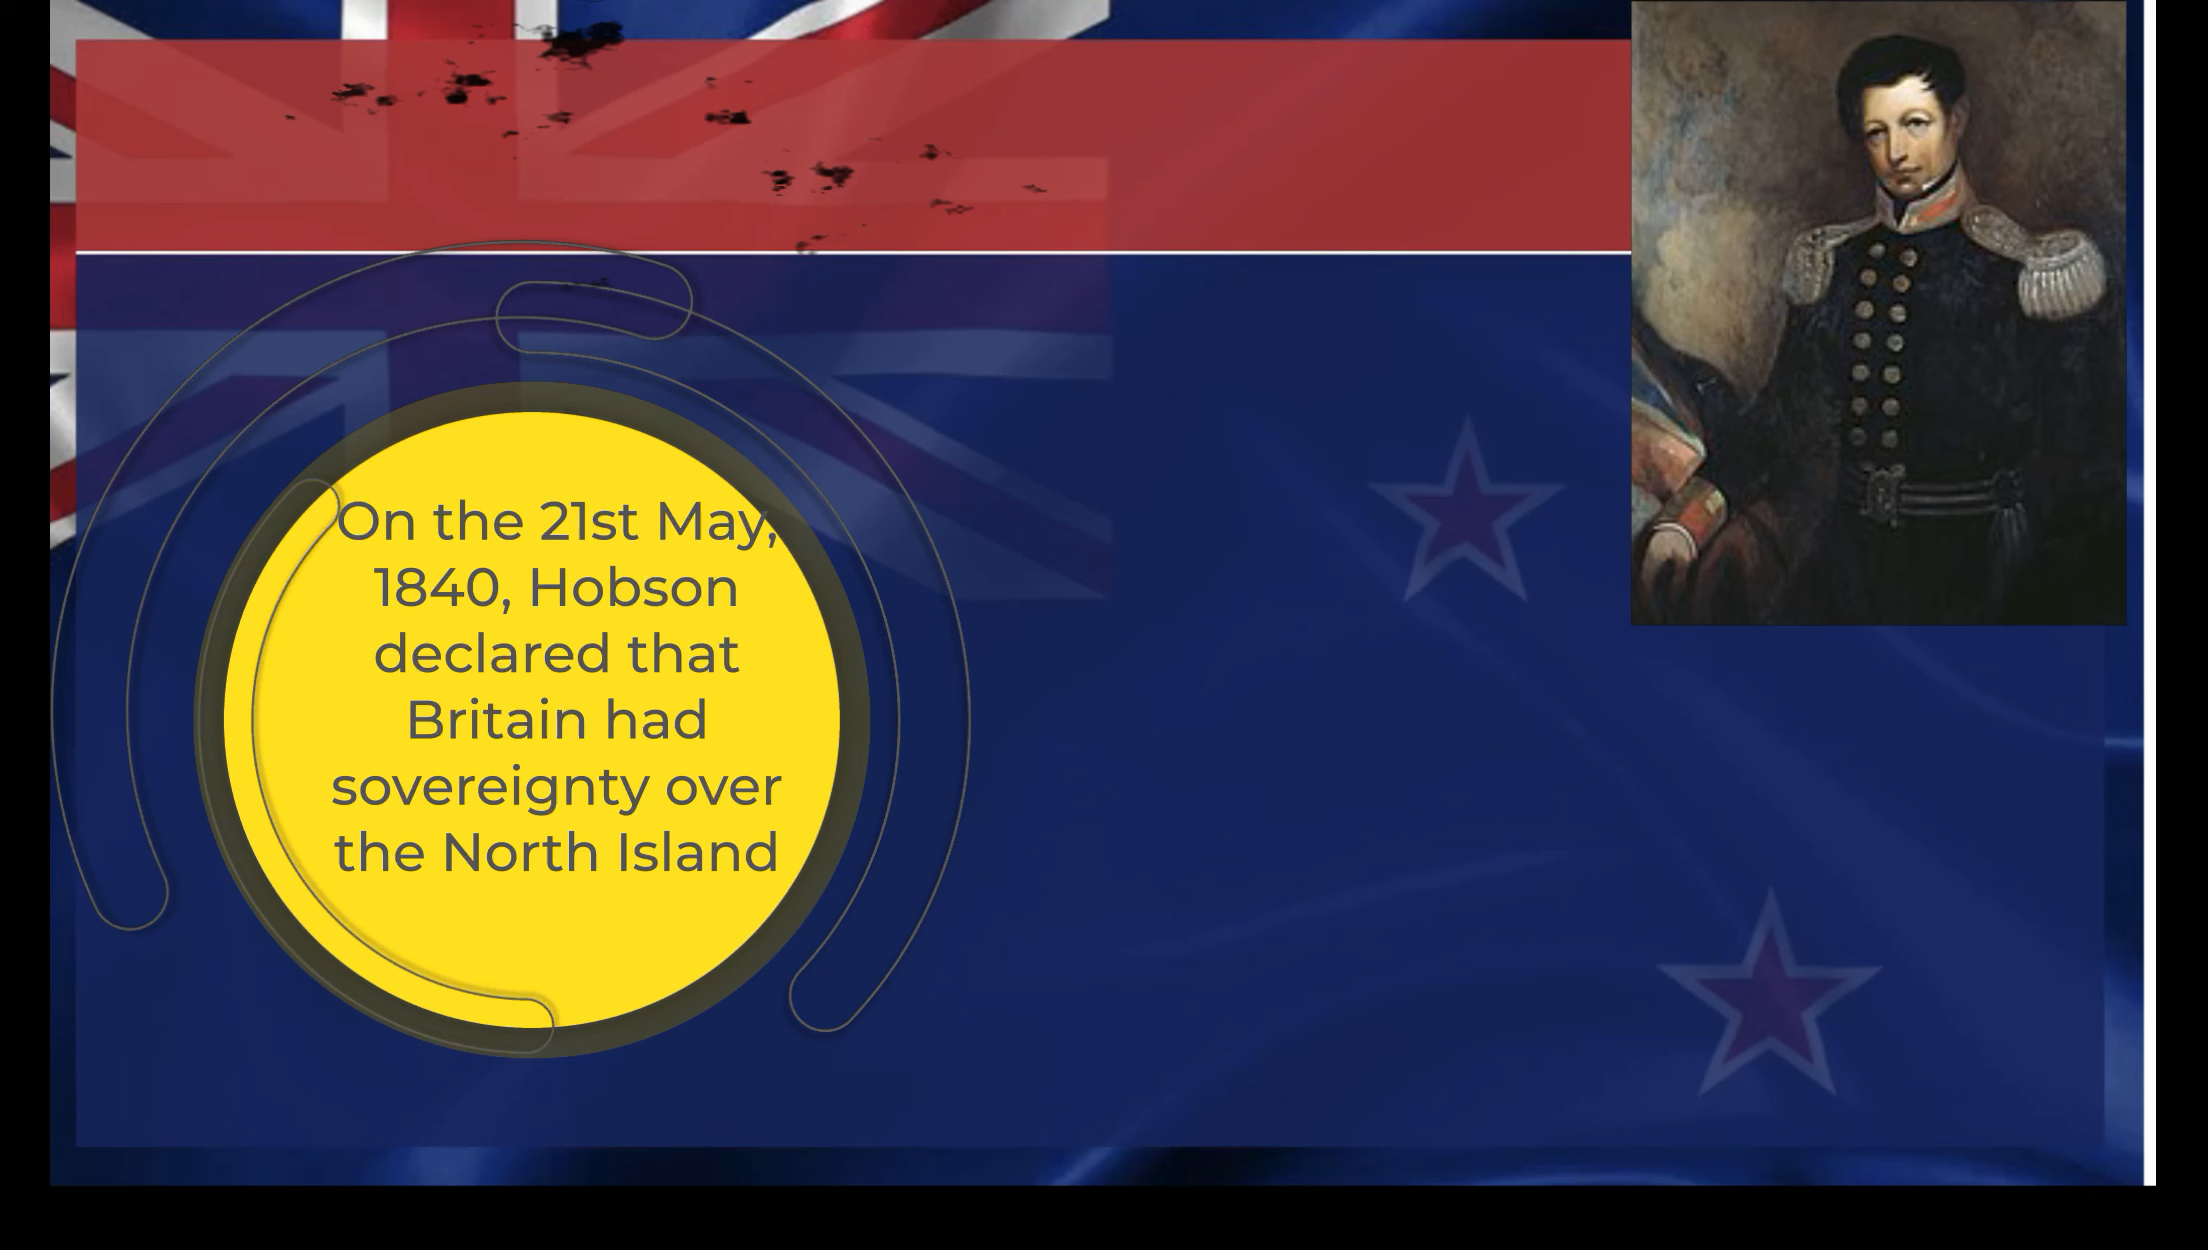 On the 21st May,
1840, Hobson
declared that
Britain had
sovereignty over
the North Island